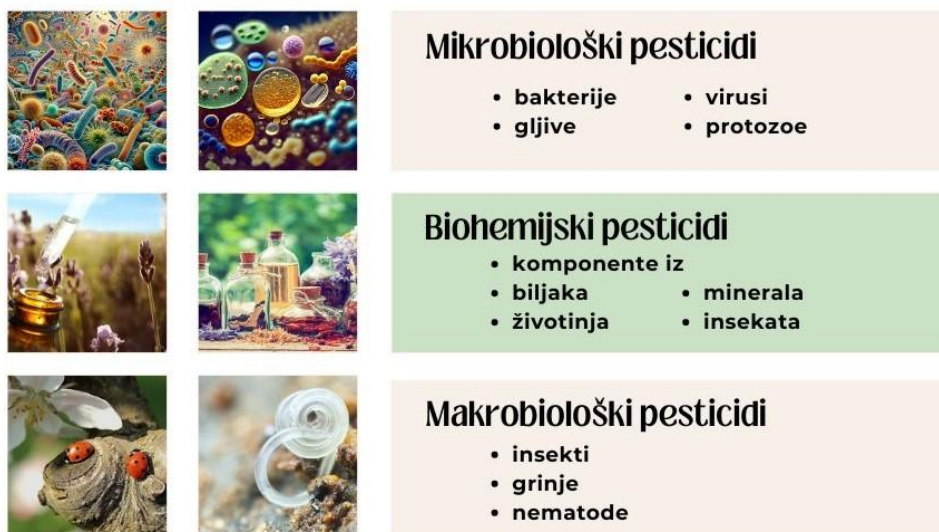 Mikrobiološki pesticidi
• bakterije • virusi
• gljive • protozoe
Biohemijski pesticidi
• komponente iz
• biljaka • minerala
• životinja • insekata
Makrobiološki pesticidi
• insekti
• grinje
• nematode